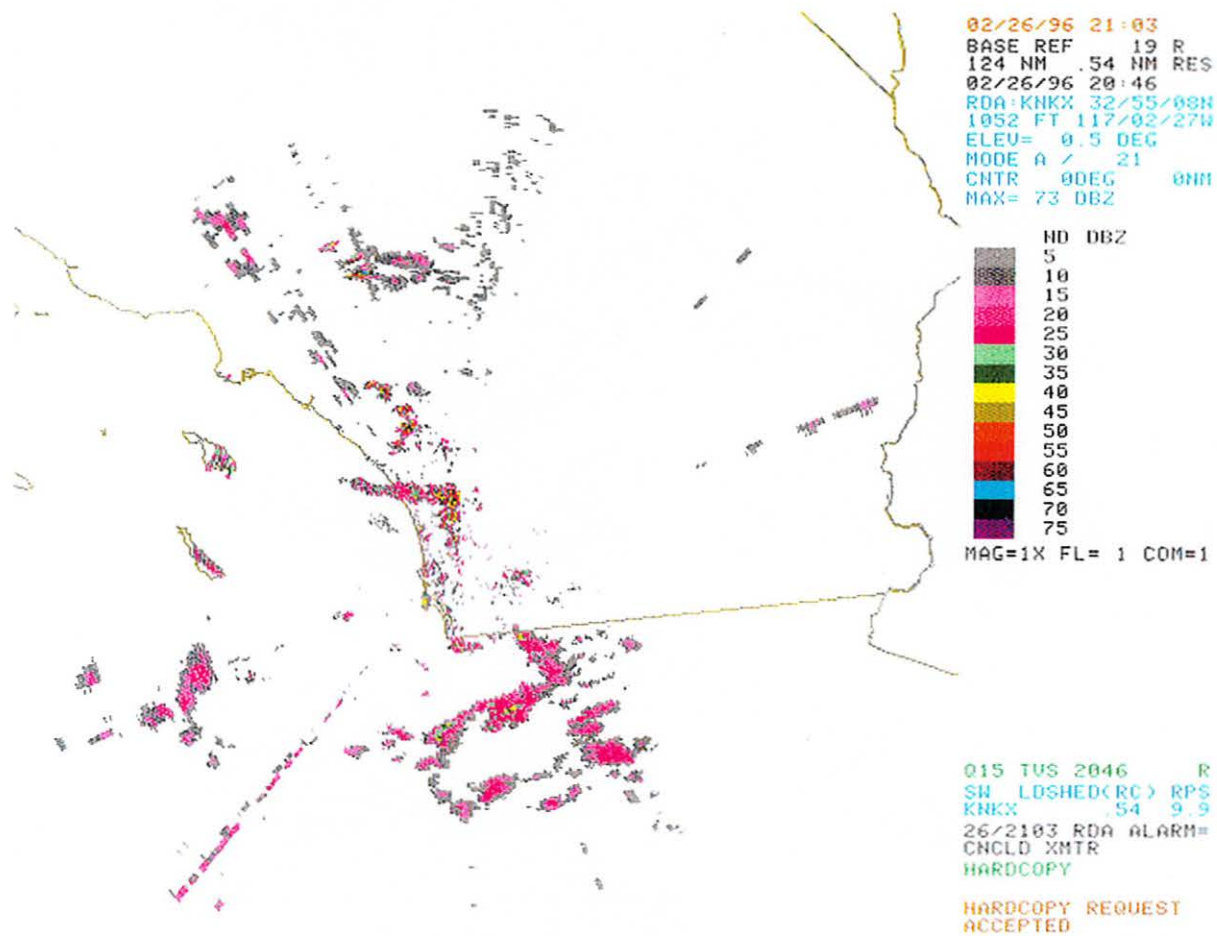 02/26/96 21:03
BASE REF 19 R
124 NM .54 NM RES
02/26/96 20:46
RDA:KNKX 32/55/08N
1052 FT 117/02/27W
ELEV= 0.5 DEG
MODE A / 21
CNTR 0DEG 0NM
MAX= 73 DBZ
ND DBZ
5
10
15
20
25
30
35
40
45
50
55
60
65
70
75
MAG=1X FL= 1 COM=1
Q15 TVS 2046 R
SW LDSHED(RC) RPS
KNKX .54 9.9
26/2103 RDA ALARM=
CNCLD XMTR
HARDCOPY
HARDCOPY REQUEST
ACCEPTED